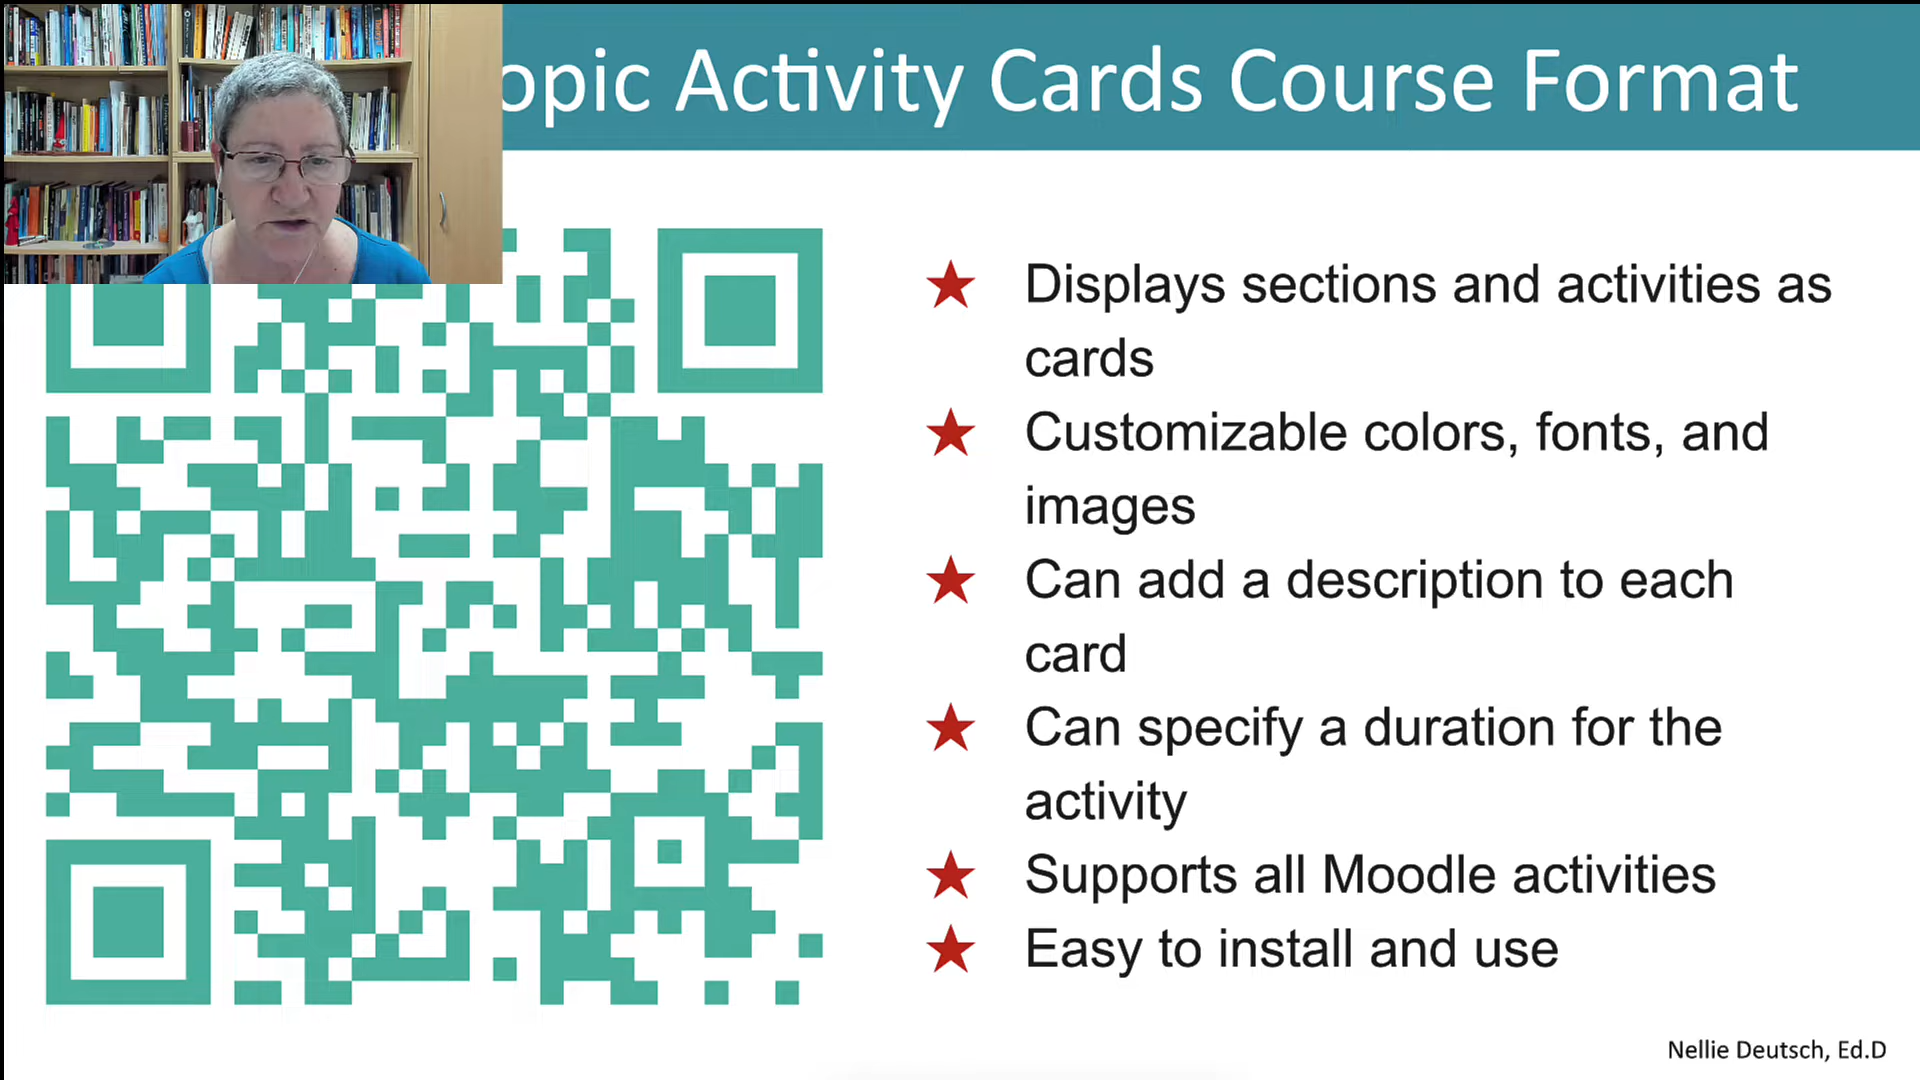 opic Activity Cards Course Format
Displays sections and activities as
cards
Customizable colors, fonts, and
images
Can add a description to each
card
Can specify a duration for the
activity
Supports all Moodle activities
Easy to install and use
Nellie Deutsch, Ed.D